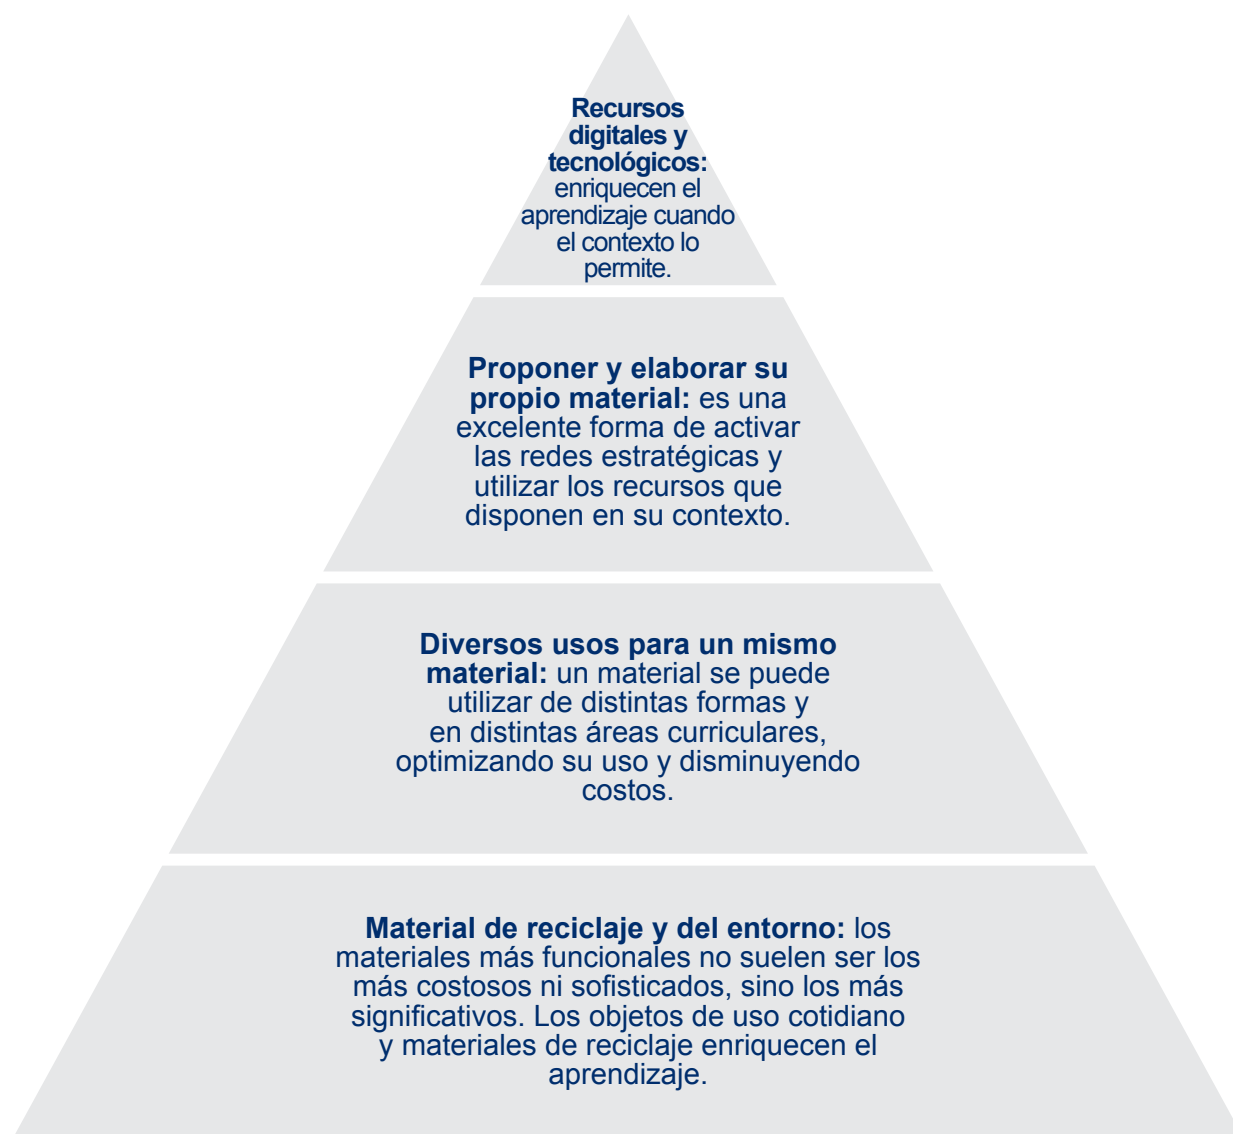 Recursos
digitales y
tecnológicos:
enriquecen el
aprendizaje cuando
el contexto lo
permite.
Proponer y elaborar su
propio material: es una
excelente forma de activar
las redes estratégicas y
utilizar los recursos que
disponen en su contexto.
Diversos usos para un mismo
material: un material se puede
utilizar de distintas formas y
en distintas áreas curriculares,
optimizando su uso y disminuyendo
costos.
Material de reciclaje y del entorno: los
materiales más funcionales no suelen ser los
más costosos ni sofisticados, sino los más
significativos. Los objetos de uso cotidiano
y materiales de reciclaje enriquecen el
aprendizaje.